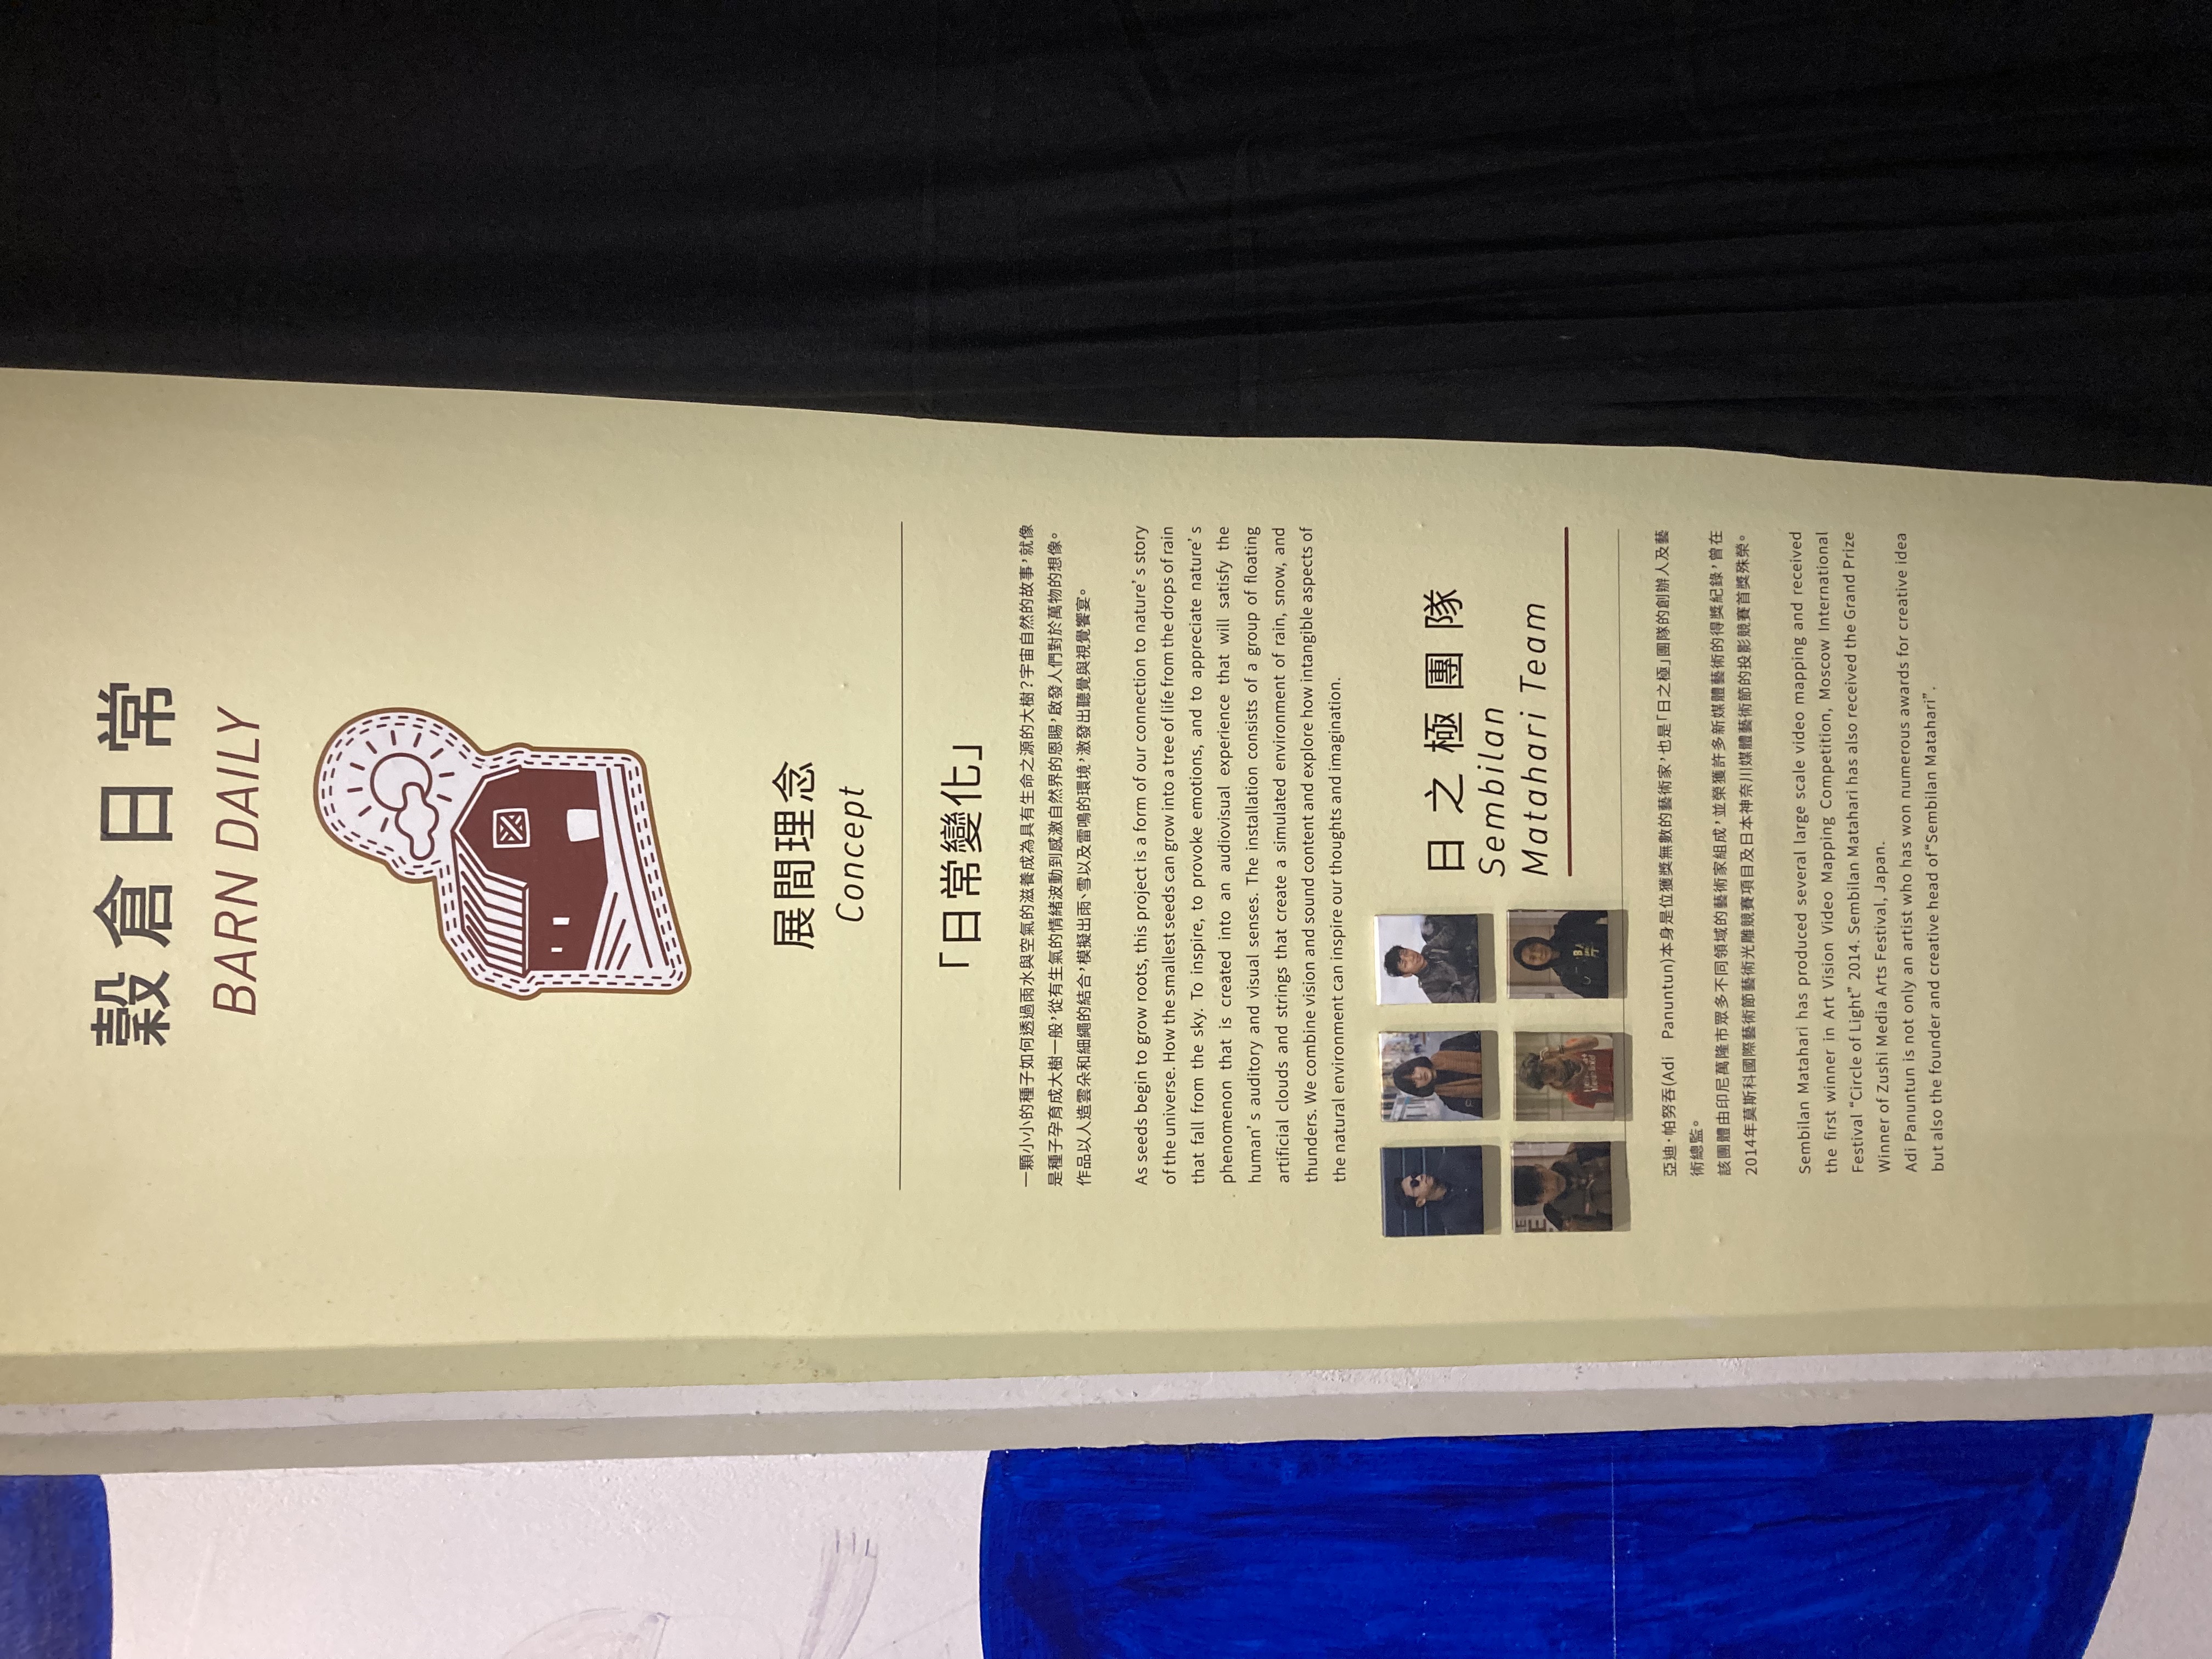 穀倉日常
BARN DAILY
展間理念
Concept
「日常變化」
一顆小小的種子如何透過雨水與空氣的滋養成為具有生命之源的大樹？宇宙自然的故事，就像
是種子孕育成大樹一般，從有生氣的情緒波動到感激自然界的恩賜，啟發人們對於萬物的想像。
作品以人造雲朵和細繩的結合，模擬出雨、雪以及雷鳴的環境，激發出聽覺與視覺饗宴。
As seeds begin to grow roots, this project is a form of our connection to nature’s story
of the universe. How the smallest seeds can grow into a tree of life from the drops of rain
that fall from the sky. To inspire, to provoke emotions, and to appreciate nature’s
phenomenon that is created into an audiovisual experience that will satisfy the
human’s auditory and visual senses. The installation consists of a group of floating
artificial clouds and strings that create a simulated environment of rain, snow, and
thunders. We combine vision and sound content and explore how intangible aspects of
the natural environment can inspire our thoughts and imagination.
日之極團隊
Sembilan
Matahari Team
亞迪·帕努吞(Adi Panuntun)本身是位獲獎無數的藝術家，也是「日之極」團隊的創辦人及藝
術總監。
該團體由印尼萬隆市眾多不同領域的藝術家組成，並榮獲許多新媒體藝術的得獎紀錄，曾在
2014年莫斯科國際藝術節藝術光雕競賽項目及日本神奈川媒體藝術節的投影競賽首獎殊榮。
Sembilan Matahari has produced several large scale video mapping and received
the first winner in Art Vision Video Mapping Competition, Moscow International
Festival “Circle of Light” 2014. Sembilan Matahari has also received the Grand Prize
Winner of Zushi Media Arts Festival, Japan.
Adi Panuntun is not only an artist who has won numerous awards for creative idea
but also the founder and creative head of“Sembilan Matahari”.